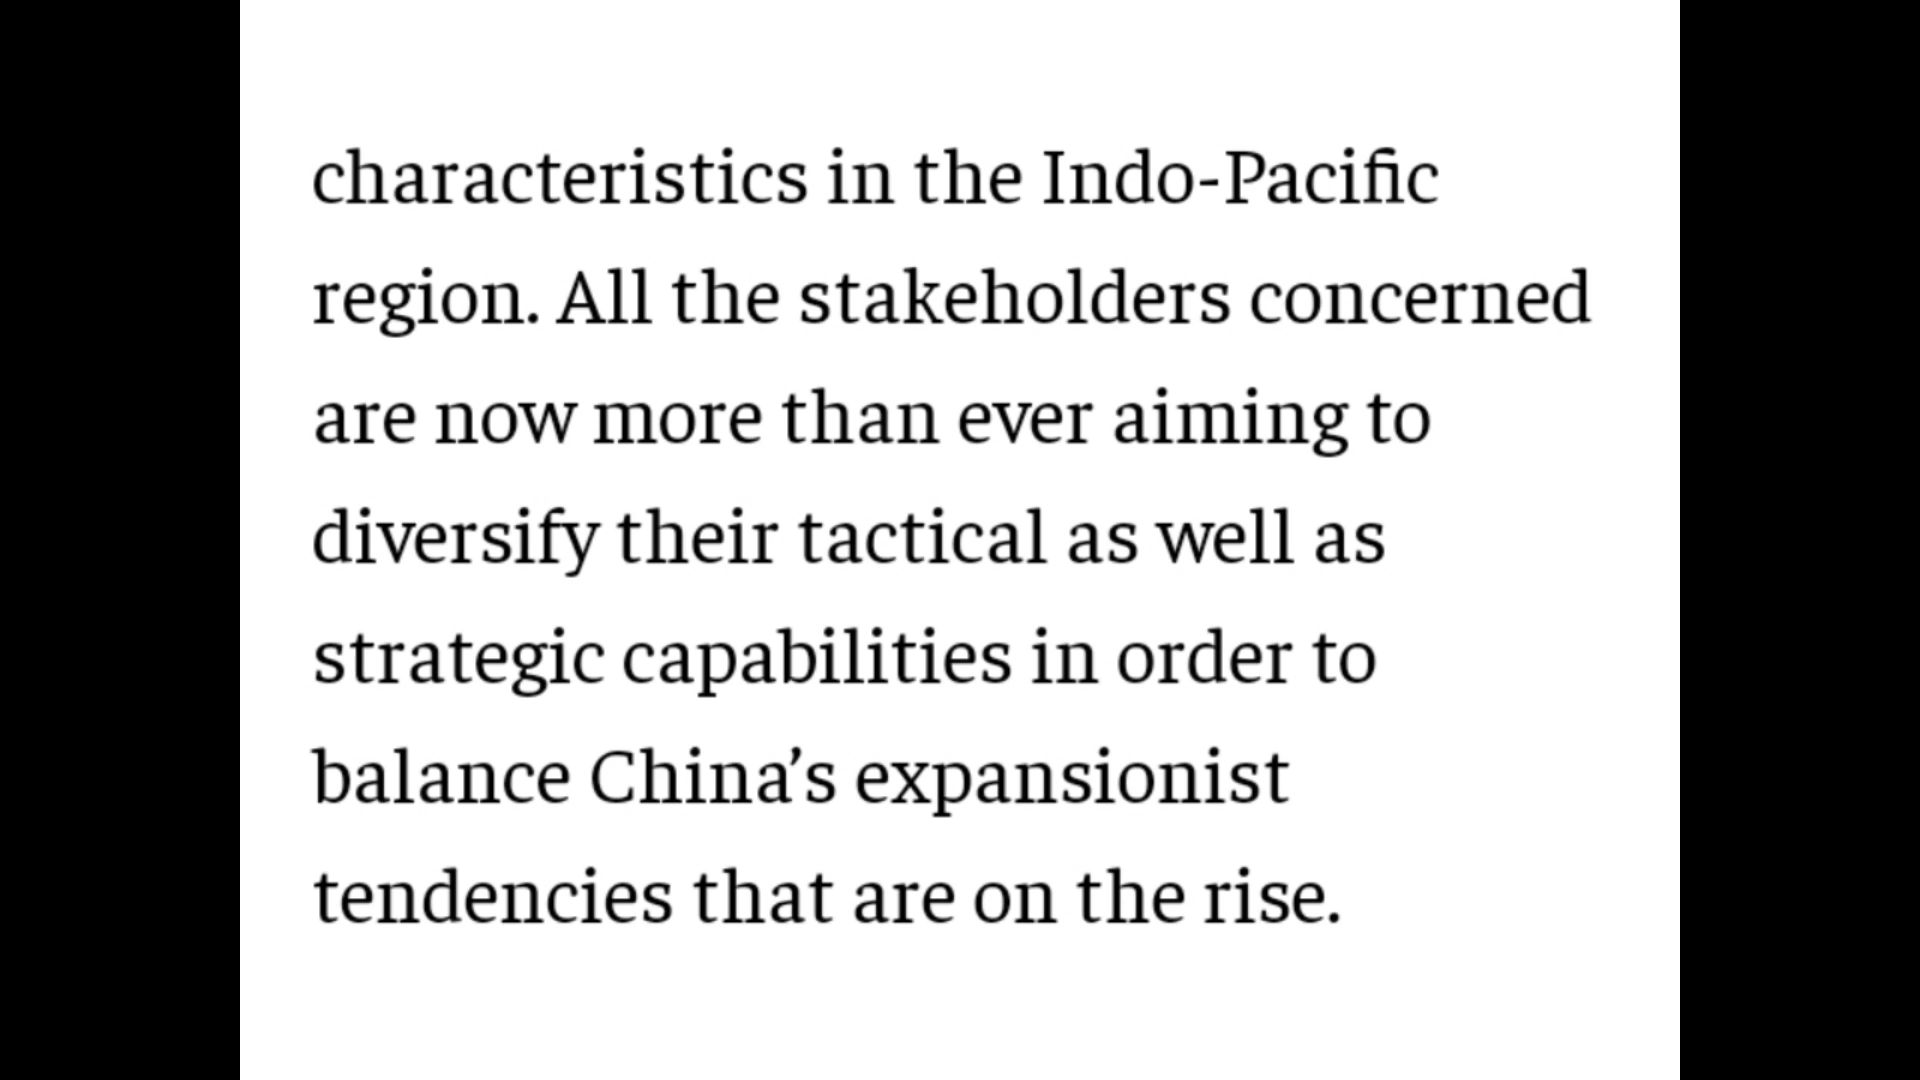 characteristics in the Indo-Pacific
region. All the stakeholders concerned
are now more than ever aiming to
diversify their tactical as well as
strategic capabilities in order to
balance China’s expansionist
tendencies that are on the rise.